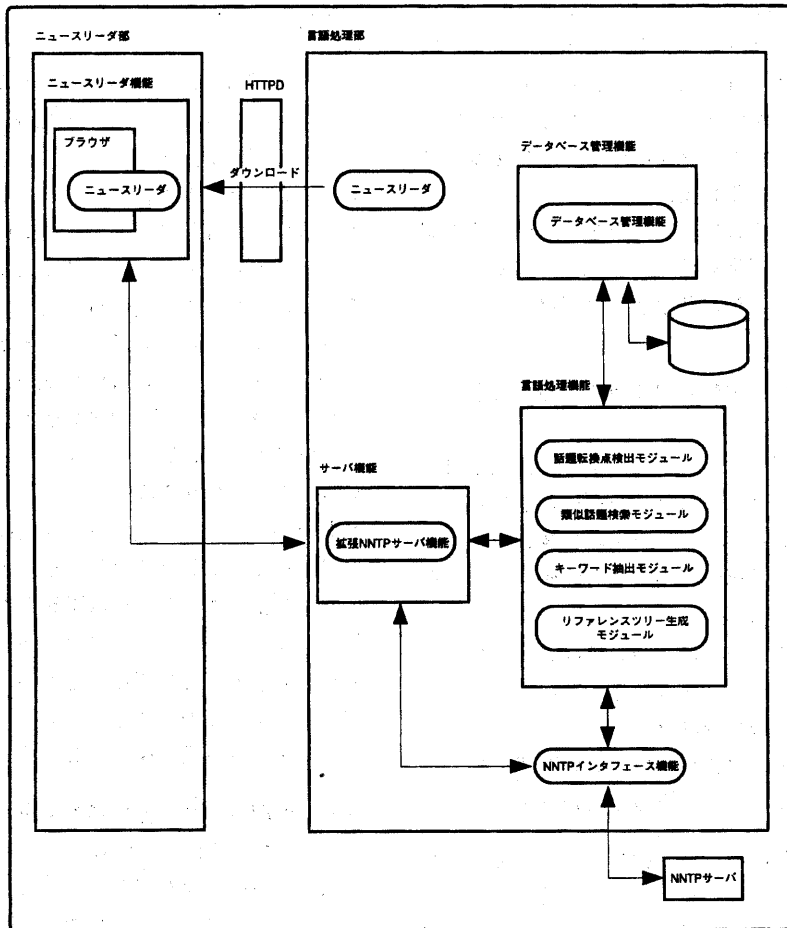 ニュースリーダ部
言語処理部
ニュースリーダ機能
HTTPD
ブラウザ
ニュースリーダ
ダウンロード
ニュースリーダ
データベース管理機能
データベース管理機能
言語処理機能
話題転換点検出モジュール
類似話題検索モジュール
キーワード抽出モジュール
リファレンスツリー生成
モジュール
サーバ機能
拡張NNTPサーバ機能
NNTPインタフェース機能
NNTPサーバ